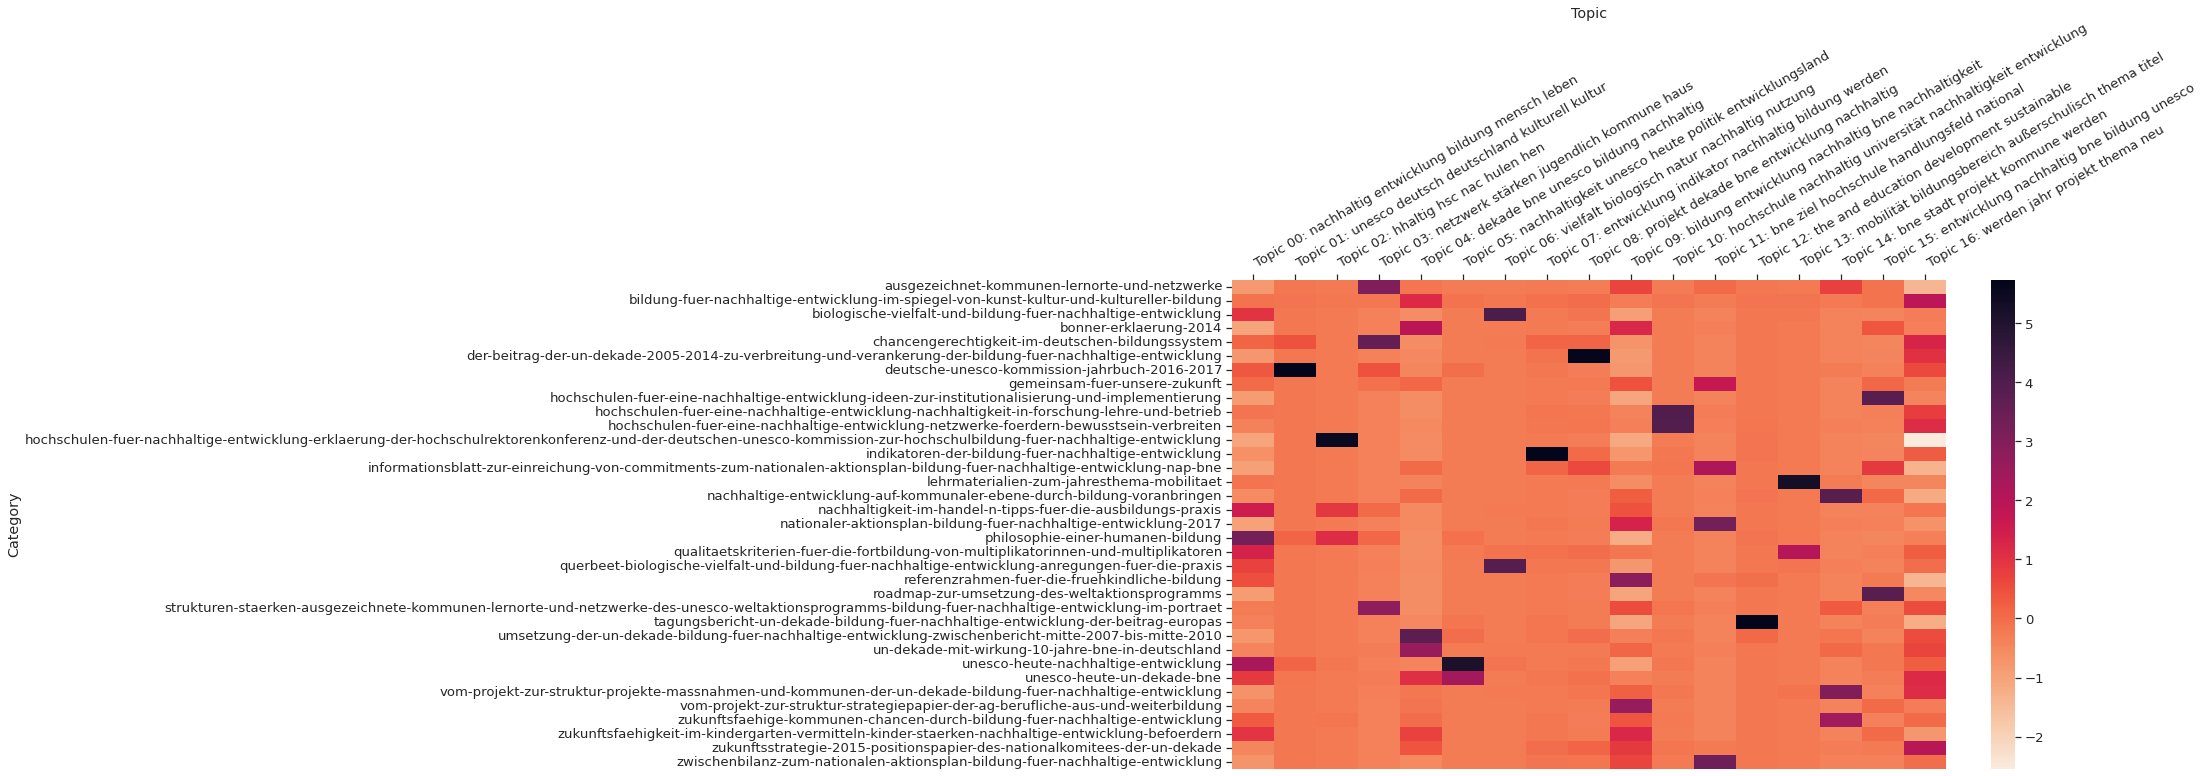 Topic
Topic 00: nachhaltig entwicklung bildung mensch leben
Topic 01: unesco deutsch deutschland kulturell kultur
Topic 02: hhaltig hsc nac hulen hen
Topic 03: netzwerk stärken jugendlich kommune haus
Topic 04: dekade bne unesco bildung nachhaltig
Topic 05: nachhaltigkeit unesco heute politik entwicklungsland
Topic 06: vielfalt biologisch natur nachhaltig nutzung
Topic 07: entwicklung indikator nachhaltig bildung werden
Topic 08: projekt dekade bne entwicklung nachhaltig
Topic 09: bildung entwicklung nachhaltig bne nachhaltigkeit
Topic 10: hochschule nachhaltig universität nachhaltigkeit entwicklung
Topic 11: bne ziel hochschule handlungsfeld national
Topic 12: the and education development sustainable
Topic 13: mobilität bildungsbereich außerschulisch thema titel
Topic 14: bne stadt projekt kommune werden
Topic 15: entwicklung nachhaltig bne bildung unesco
Topic 16: werden jahr projekt thema neu
Category
ausgezeichnet-kommunen-lernorte-und-netzwerke
bildung-fuer-nachhaltige-entwicklung-im-spiegel-von-kunst-kultur-und-kultureller-bildung
biologische-vielfalt-und-bildung-fuer-nachhaltige-entwicklung
bonner-erklaerung-2014
chancengerechtigkeit-im-deutschen-bildungssystem
der-beitrag-der-un-dekade-2005-2014-zu-verbreitung-und-verankerung-der-bildung-fuer-nachhaltige-entwicklung
deutsche-unesco-kommission-jahrbuch-2016-2017
gemeinsam-fuer-unsere-zukunft
hochschulen-fuer-eine-nachhaltige-entwicklung-ideen-zur-institutionalisierung-und-implementierung
hochschulen-fuer-eine-nachhaltige-entwicklung-nachhaltigkeit-in-forschung-lehre-und-betrieb
hochschulen-fuer-eine-nachhaltige-entwicklung-netzwerke-foerdern-bewusstsein-verbreiten
hochschulen-fuer-nachhaltige-entwicklung-erklaerung-der-hochschulrektorenkonferenz-und-der-deutschen-unesco-kommission-zur-hochschulbildung-fuer-nachhaltige-entwicklung
indikatoren-der-bildung-fuer-nachhaltige-entwicklung
informationsblatt-zur-einreichung-von-commitments-zum-nationalen-aktionsplan-bildung-fuer-nachhaltige-entwicklung-nap-bne
lehrmaterialien-zum-jahresthema-mobilitaet
nachhaltige-entwicklung-auf-kommunaler-ebene-durch-bildung-voranbringen
nachhaltigkeit-im-handel-n-tipps-fuer-die-ausbildungs-praxis
nationaler-aktionsplan-bildung-fuer-nachhaltige-entwicklung-2017
philosophie-einer-humanen-bildung
qualitaetskriterien-fuer-die-fortbildung-von-multiplikatorinnen-und-multiplikatoren
querbeet-biologische-vielfalt-und-bildung-fuer-nachhaltige-entwicklung-anregungen-fuer-die-praxis
referenzrahmen-fuer-die-fruehkindliche-bildung
roadmap-zur-umsetzung-des-weltaktionsprogramms
strukturen-staerken-ausgezeichnete-kommunen-lernorte-und-netzwerke-des-unesco-weltaktionsprogramms-bildung-fuer-nachhaltige-entwicklung-im-portraet
tagungsbericht-un-dekade-bildung-fuer-nachhaltige-entwicklung-der-beitrag-europas
umsetzung-der-un-dekade-bildung-fuer-nachhaltige-entwicklung-zwischenbericht-mitte-2007-bis-mitte-2010
un-dekade-mit-wirkung-10-jahre-bne-in-deutschland
unesco-heute-nachhaltige-entwicklung
unesco-heute-un-dekade-bne
vom-projekt-zur-struktur-projekte-massnahmen-und-kommunen-der-un-dekade-bildung-fuer-nachhaltige-entwicklung
vom-projekt-zur-struktur-strategiepapier-der-ag-berufliche-aus-und-weiterbildung
zukunftsfaehige-kommunen-chancen-durch-bildung-fuer-nachhaltige-entwicklung
zukunftsfaehigkeit-im-kindergarten-vermitteln-kinder-staerken-nachhaltige-entwicklung-befoerdern
zukunftsstrategie-2015-positionspapier-des-nationalkomitees-der-un-dekade
zwischenbilanz-zum-nationalen-aktionsplan-bildung-fuer-nachhaltige-entwicklung
5
4
3
2
1
0
−1
−2